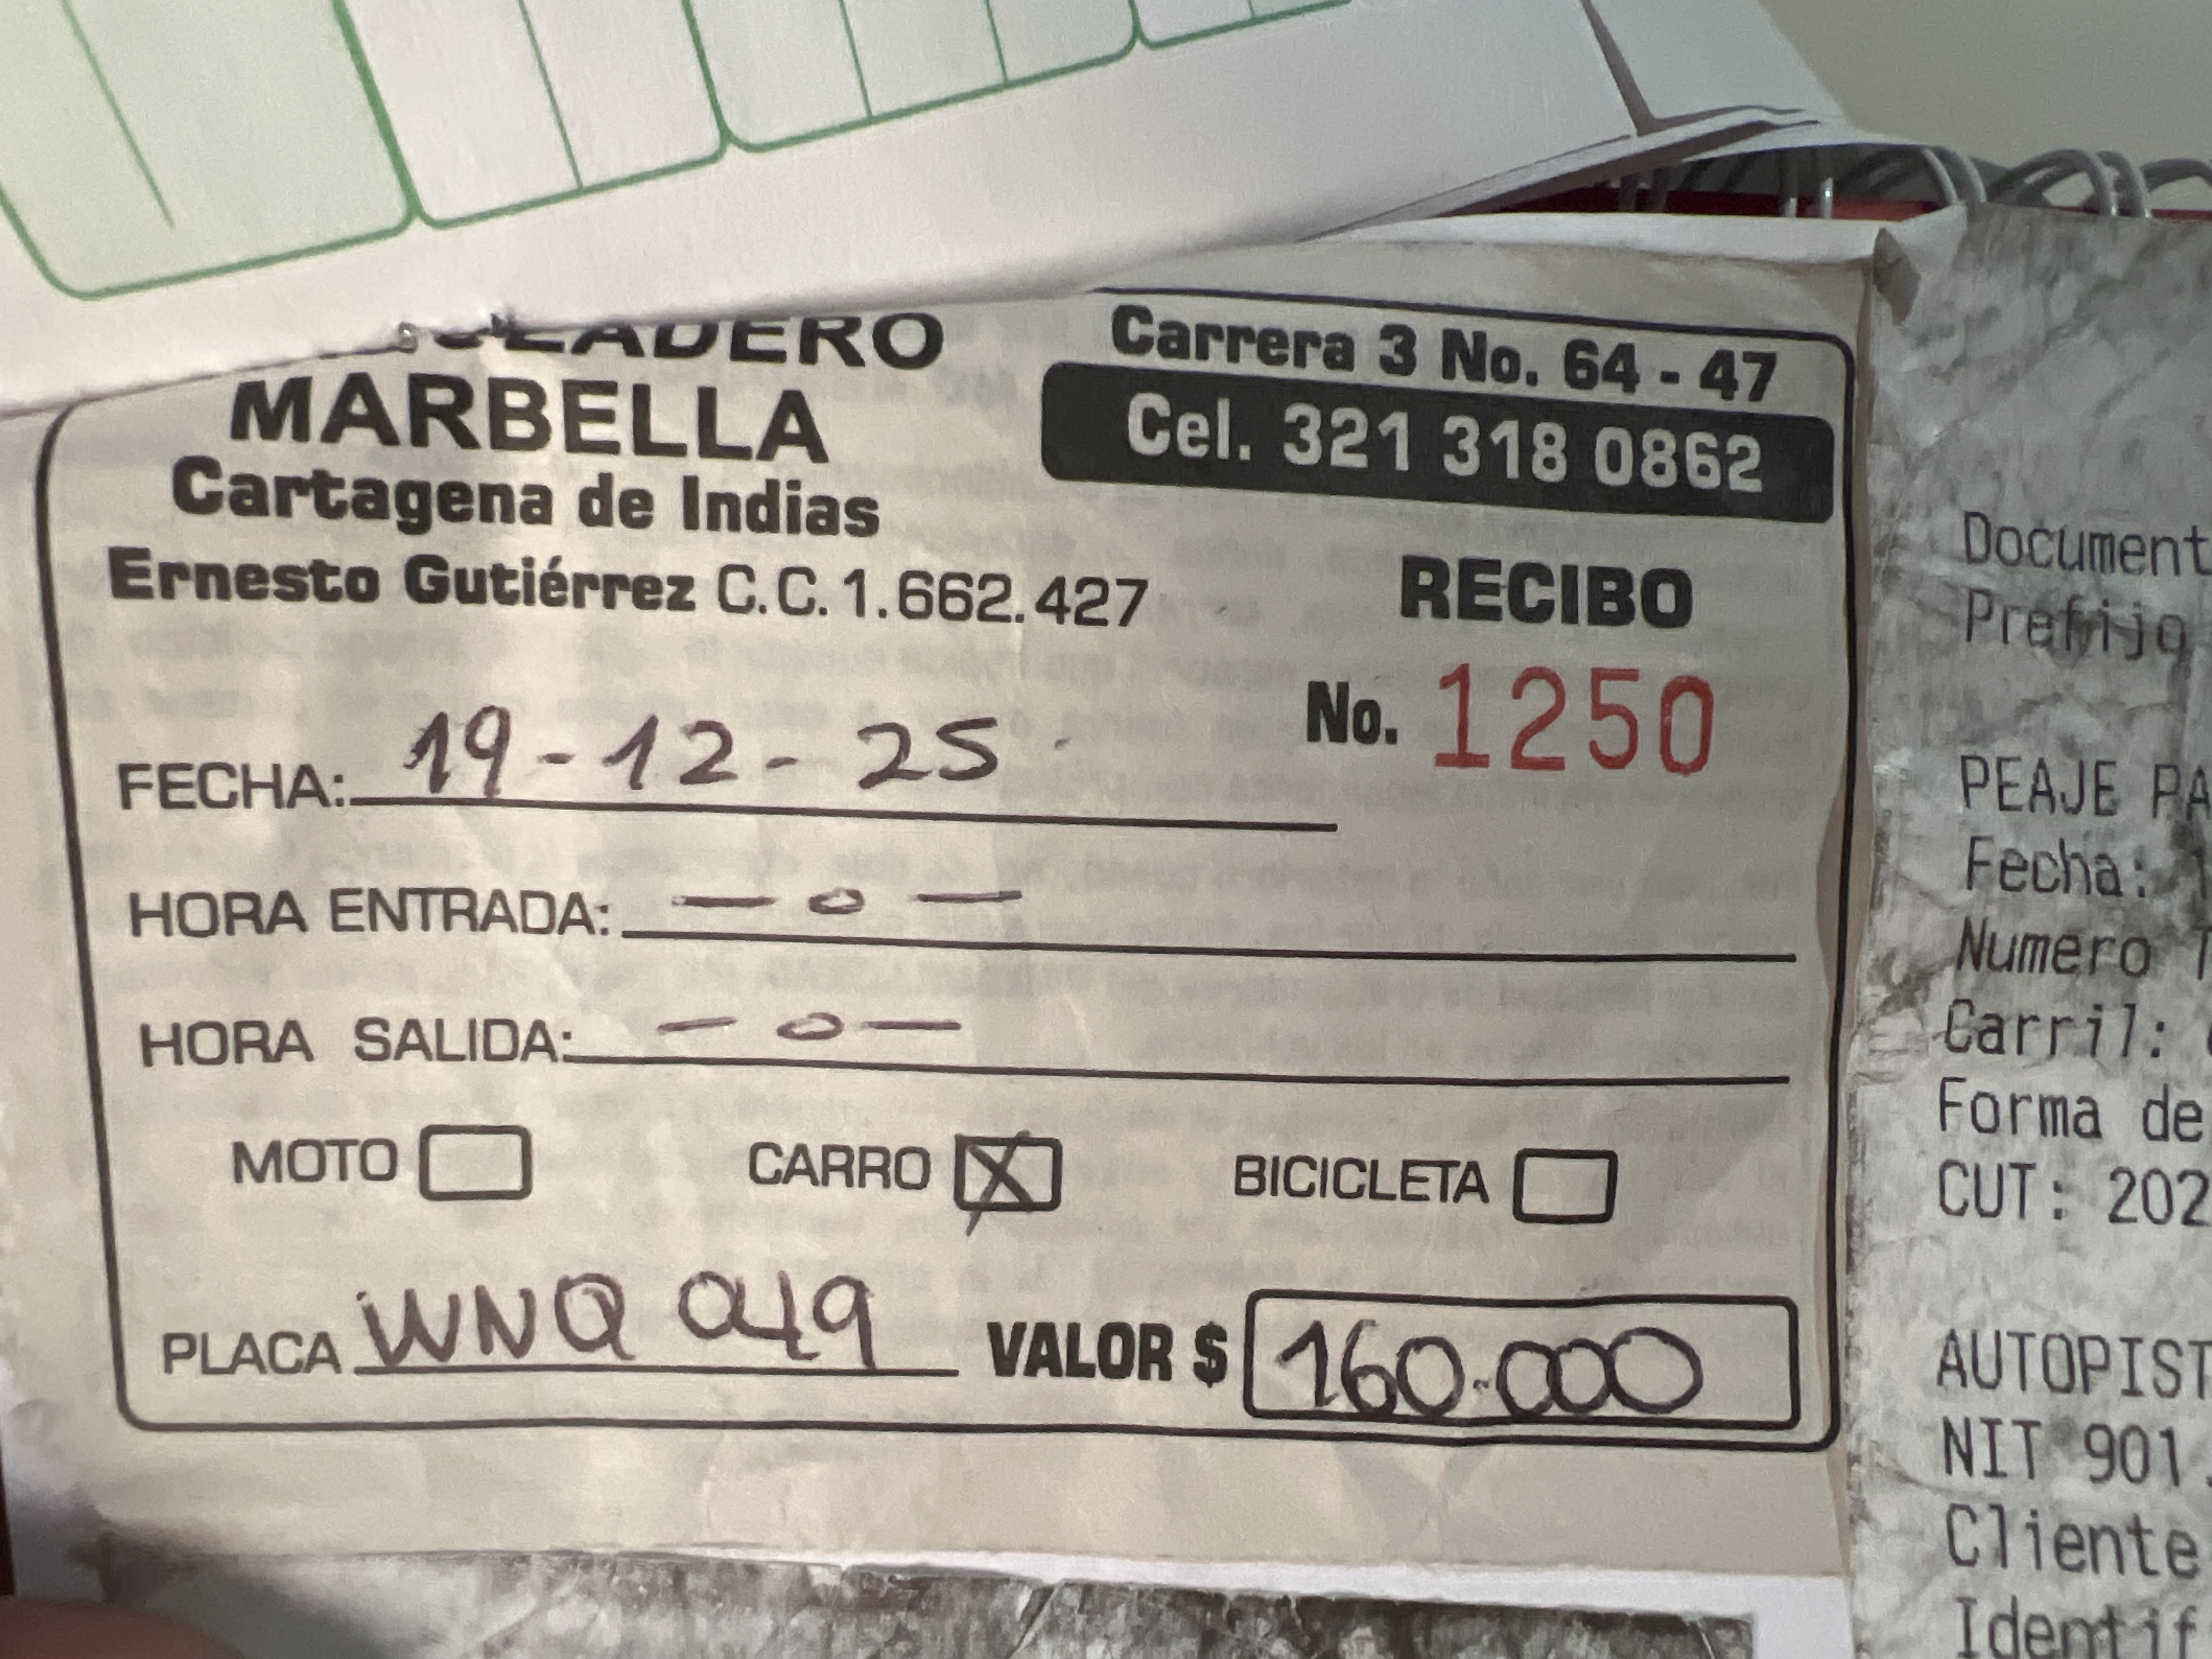 MARBELLA
Cartagena de Indias
Ernesto Gutiérrez C.C. 1.662.427
Carrera 3 No. 64 - 47
Cel. 321 318 0862
RECIBO
No. 1250
FECHA: 19-12-25
HORA ENTRADA: — o —
HORA SALIDA: — o —
MOTO CARRO X BICICLETA
PLACA WNQ 049 VALOR $ 160.000
Prefijo
PEAJE
Fecha:
Numero
Carril:
Forma de
CUT: 202
NIT 901.
Cliente